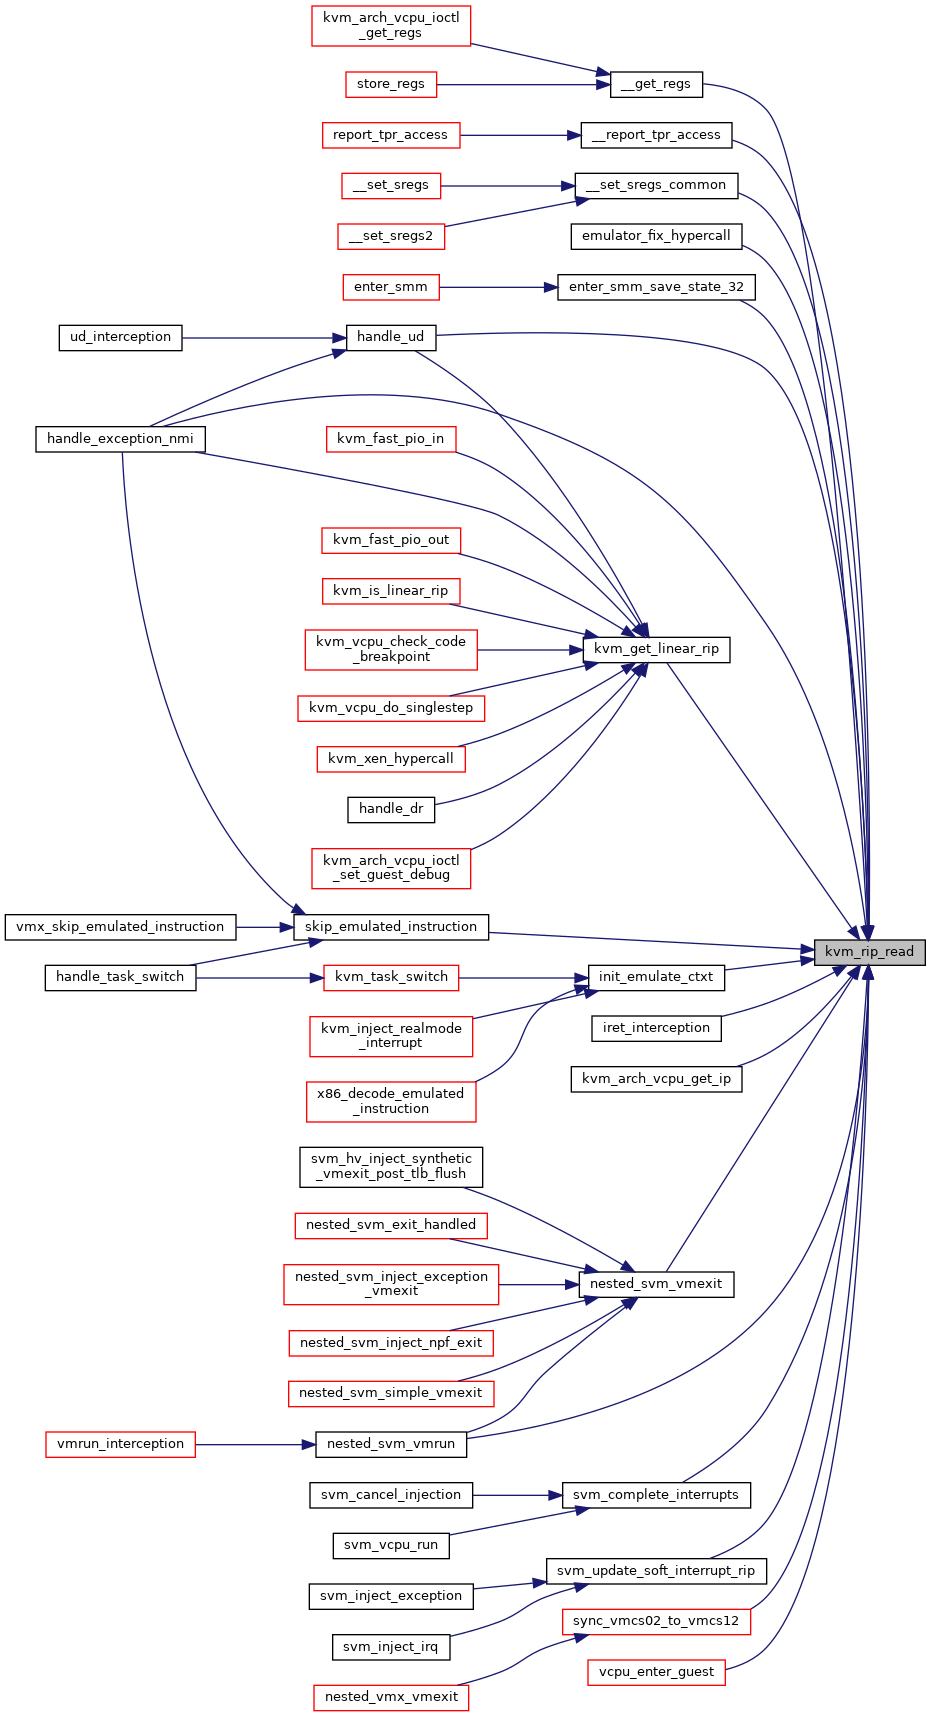 kvm_arch_vcpu_ioctl
_get_regs
__get_regs
store_regs
report_tpr_access
__report_tpr_access
__set_sregs
__set_sregs_common
__set_sregs2
emulator_fix_hypercall
enter_smm
enter_smm_save_state_32
ud_interception
handle_ud
handle_exception_nmi
kvm_fast_pio_in
kvm_fast_pio_out
kvm_is_linear_rip
kvm_vcpu_check_code
_breakpoint
kvm_get_linear_rip
kvm_vcpu_do_singlestep
kvm_xen_hypercall
handle_dr
kvm_arch_vcpu_ioctl
_set_guest_debug
vmx_skip_emulated_instruction
skip_emulated_instruction
kvm_rip_read
handle_task_switch
kvm_task_switch
init_emulate_ctxt
kvm_inject_realmode
_interrupt
iret_interception
kvm_arch_vcpu_get_ip
x86_decode_emulated
_instruction
svm_hv_inject_synthetic
_vmexit_post_tlb_flush
nested_svm_exit_handled
nested_svm_inject_exception
_vmexit
nested_svm_vmexit
nested_svm_inject_npf_exit
nested_svm_simple_vmexit
vmrun_interception
nested_svm_vmrun
svm_cancel_injection
svm_complete_interrupts
svm_vcpu_run
svm_update_soft_interrupt_rip
svm_inject_exception
sync_vmcs02_to_vmcs12
svm_inject_irq
vcpu_enter_guest
nested_vmx_vmexit